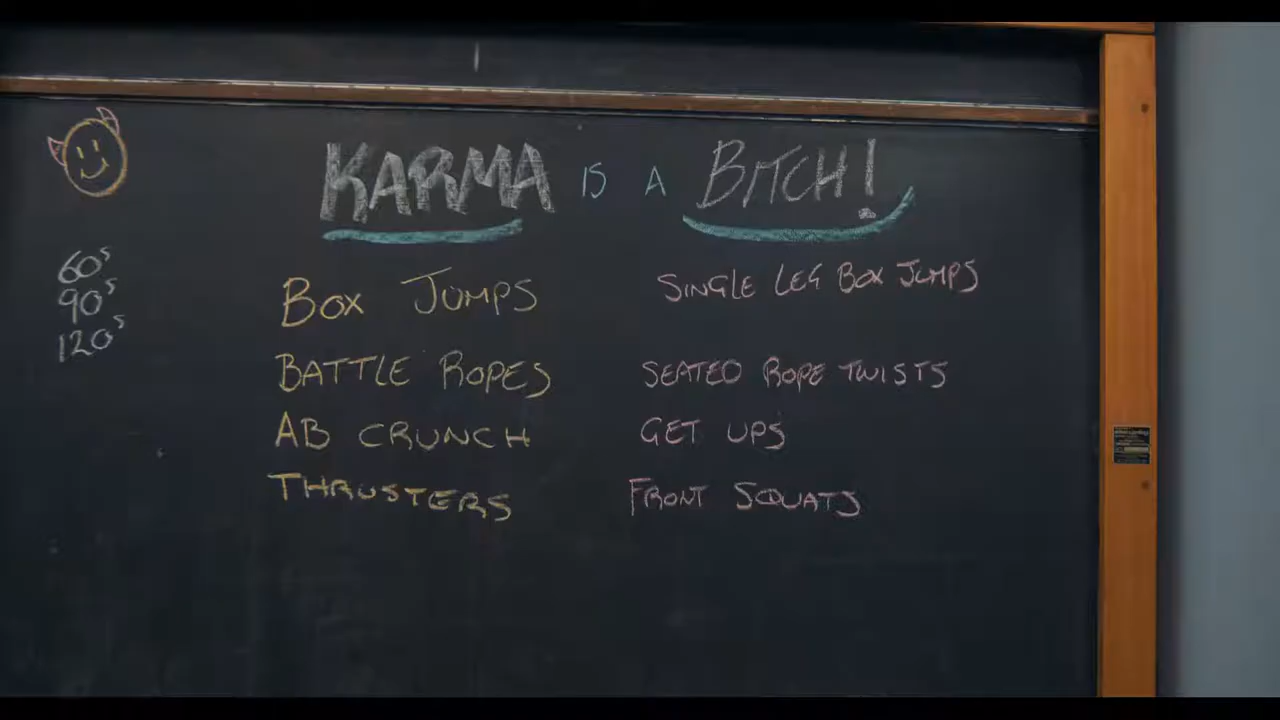 KARMA IS A BITCH!
60s
90s
120s
BOX JUMPS
SINGLE LEG BOX JUMPS
BATTLE ROPES
SEATED ROPE TWISTS
AB CRUNCH
GET UPS
THRUSTERS
FRONT SQUATS